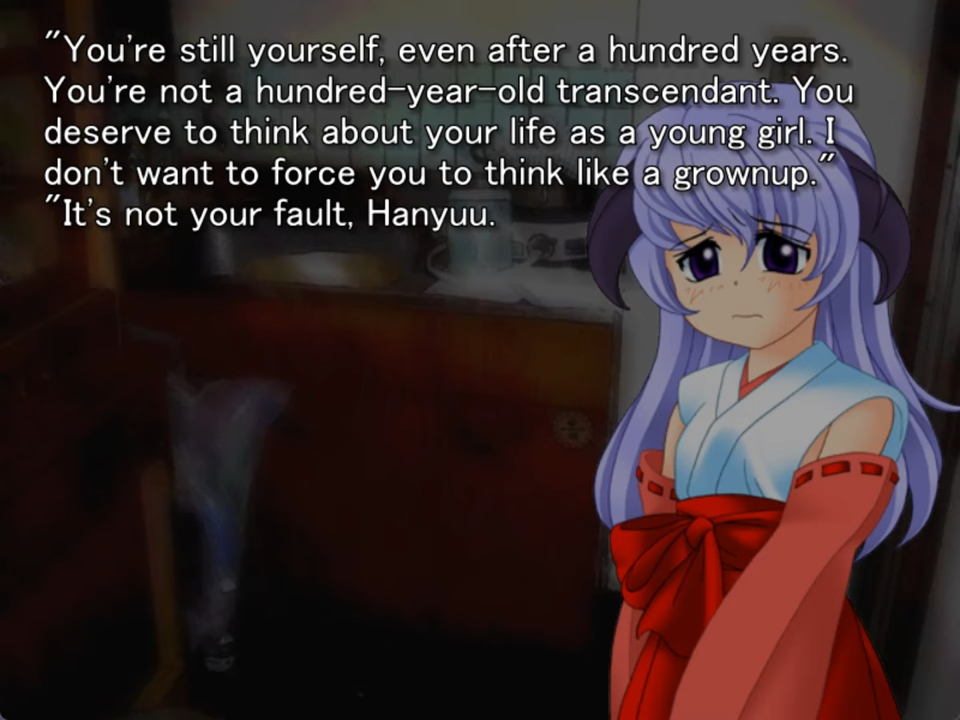 "You're still yourself, even after a hundred years.
You're not a hundred-year-old transcendant. You
deserve to think about your life as a young girl. I
don't want to force you to think like a grownup."
"It's not your fault, Hanyuu.